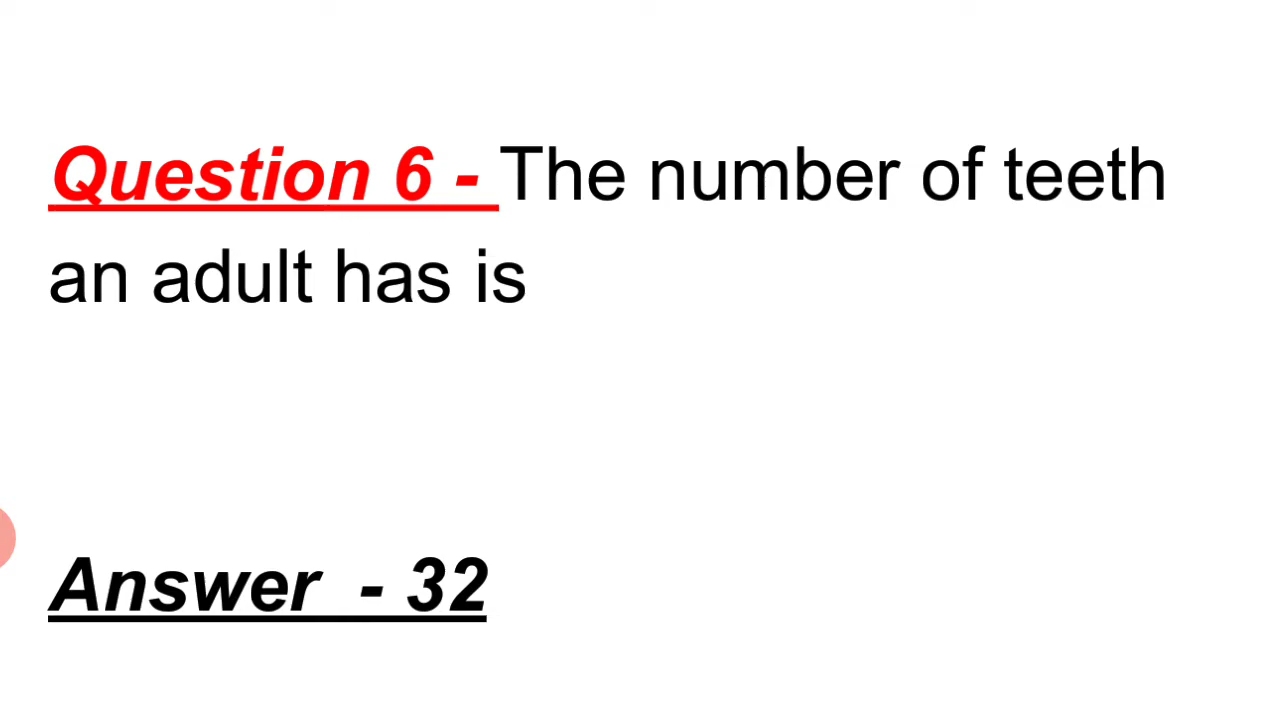 Question 6 - The number of teeth
an adult has is
Answer  - 32